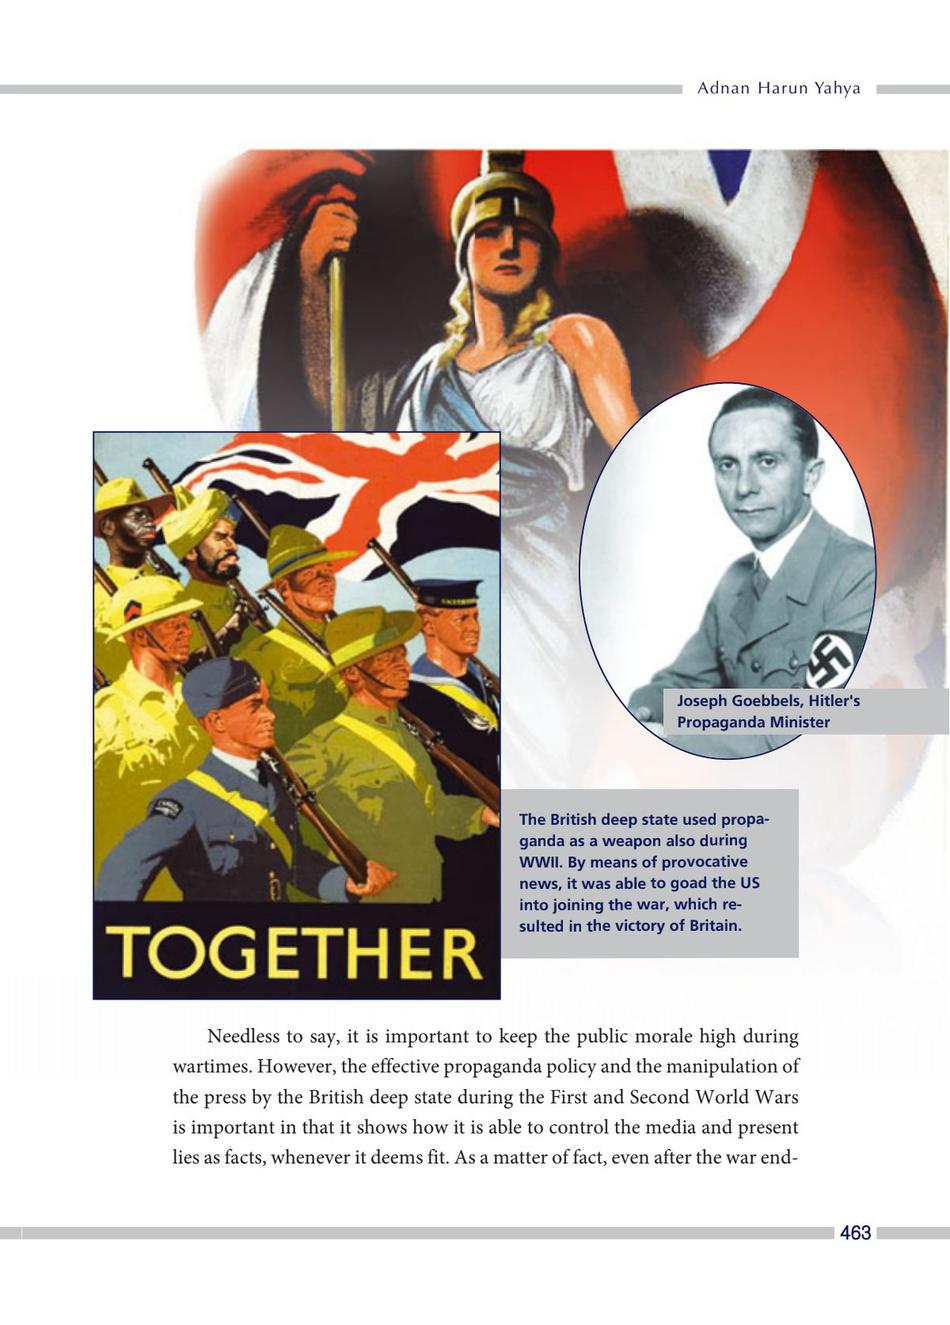 Adnan Harun Yahya
Joseph Goebbels, Hitler's
Propaganda Minister
The British deep state used propa-
ganda as a weapon also during
WWII. By means of provocative
news, it was able to goad the US
into joining the war, which re-
sulted in the victory of Britain.
TOGETHER
Needless to say, it is important to keep the public morale high during
wartimes. However, the effective propaganda policy and the manipulation of
the press by the British deep state during the First and Second World Wars
is important in that it shows how it is able to control the media and present
lies as facts, whenever it deems fit. As a matter of fact, even after the war end-
463